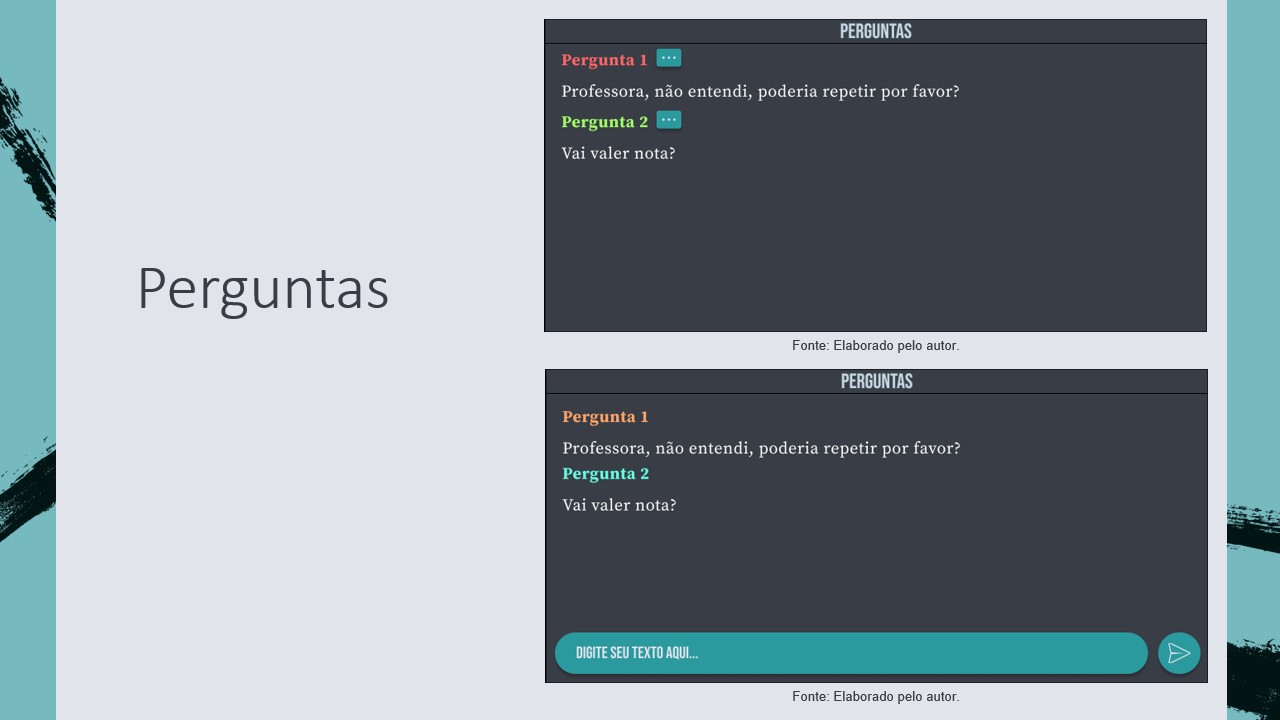 Perguntas
PERGUNTAS
Pergunta 1
Professora, não entendi, poderia repetir por favor?
Pergunta 2
Vai valer nota?
Fonte: Elaborado pelo autor.
PERGUNTAS
Pergunta 1
Professora, não entendi, poderia repetir por favor?
Pergunta 2
Vai valer nota?
DIGITE SEU TEXTO AQUI...
Fonte: Elaborado pelo autor.